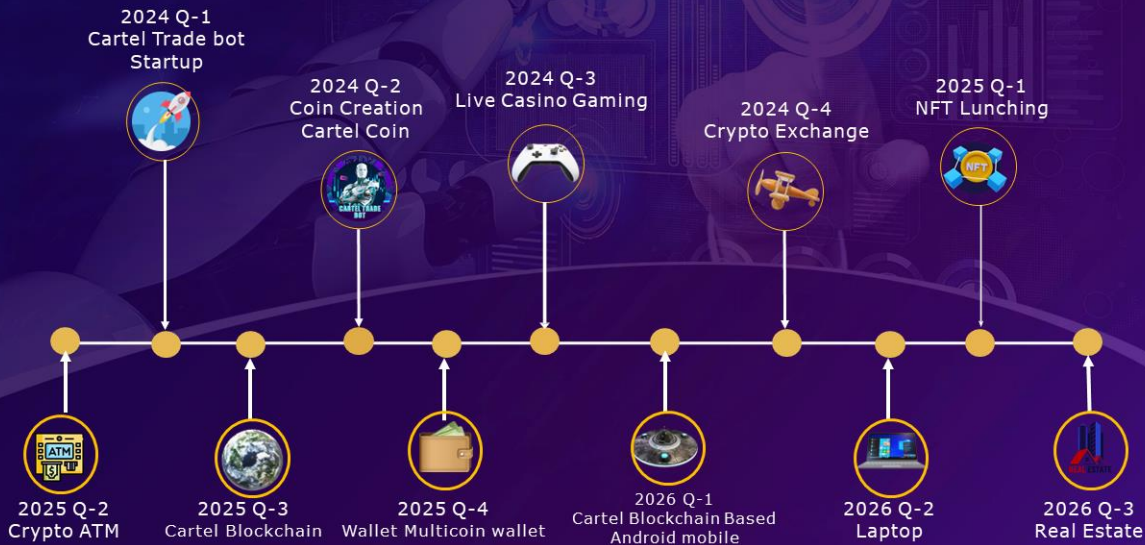 2024 Q-1
Cartel Trade bot
Startup
2024 Q-2
Coin Creation
Cartel Coin
CARTEL TRADE
BOT
2024 Q-3
Live Casino Gaming
2024 Q-4
Crypto Exchange
2025 Q-1
NFT Lunching
NFT
ATM
$
2025 Q-2
Crypto ATM
2025 Q-3
Cartel Blockchain
2025 Q-4
Wallet Multicoin wallet
2026 Q-1
Cartel Blockchain Based
Android mobile
2026 Q-2
Laptop
REAL ESTATE
2026 Q-3
Real Estate